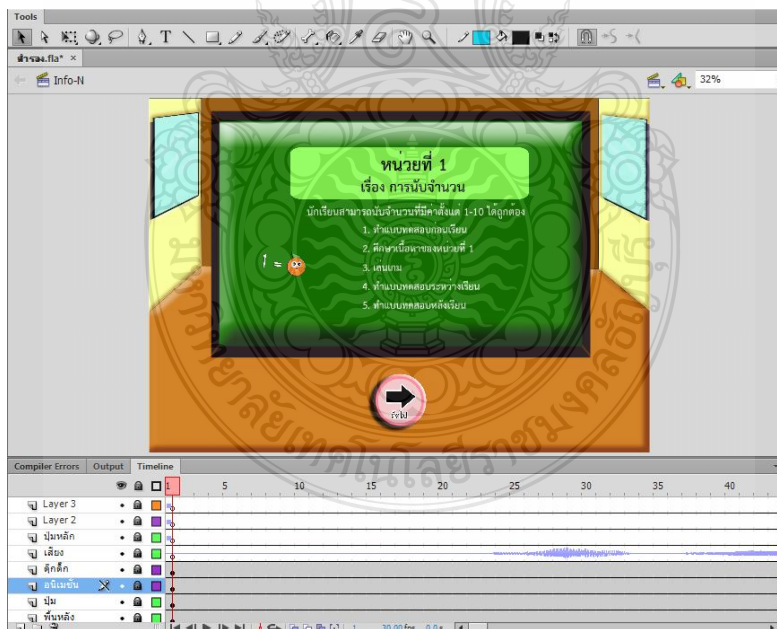 Tools
สำรอง.fla* ×
Info-N
32%
หน่วยที่ 1
เรื่อง การนับจำนวน
นักเรียนสามารถนับจำนวนที่มีค่าตั้งแต่ 1-10 ได้ถูกต้อง
1. ทำแบบทดสอบก่อนเรียน
2. ศึกษาเนื้อหาของหน่วยที่ 1
3. เล่นเกม
4. ทำแบบทดสอบระหว่างเรียน
5. ทำแบบทดสอบหลังเรียน
1 =
ถัดไป
Compiler Errors Output Timeline
1 5 10 15 20 25 30 35 40
Layer 3
Layer 2
ปุ่มหลัก
เสียง
ดุ๊กดิ๊ก
อนิเมชั่น
ปุ่ม
พื้นหลัง
1 30.00 fps 0.0 s